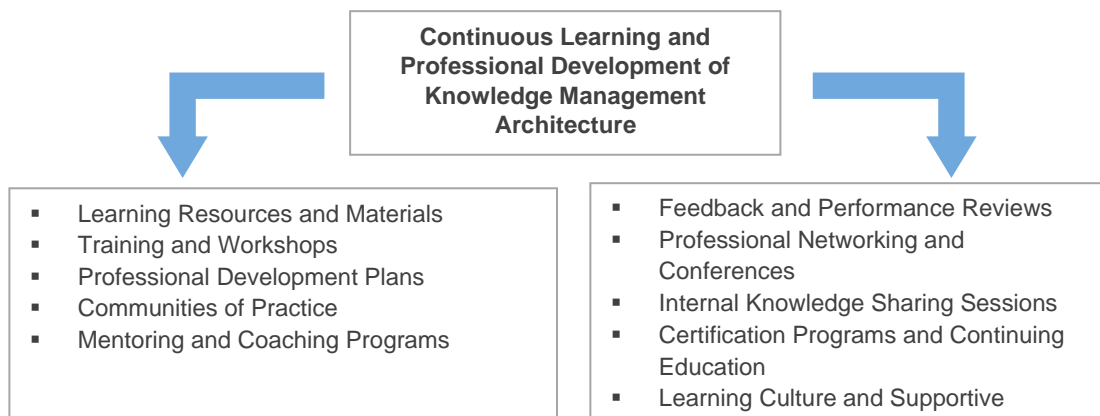 Continuous Learning and
Professional Development of
Knowledge Management
Architecture
▪ Learning Resources and Materials
▪ Training and Workshops
▪ Professional Development Plans
▪ Communities of Practice
▪ Mentoring and Coaching Programs
▪ Feedback and Performance Reviews
▪ Professional Networking and
Conferences
▪ Internal Knowledge Sharing Sessions
▪ Certification Programs and Continuing
Education
▪ Learning Culture and Supportive